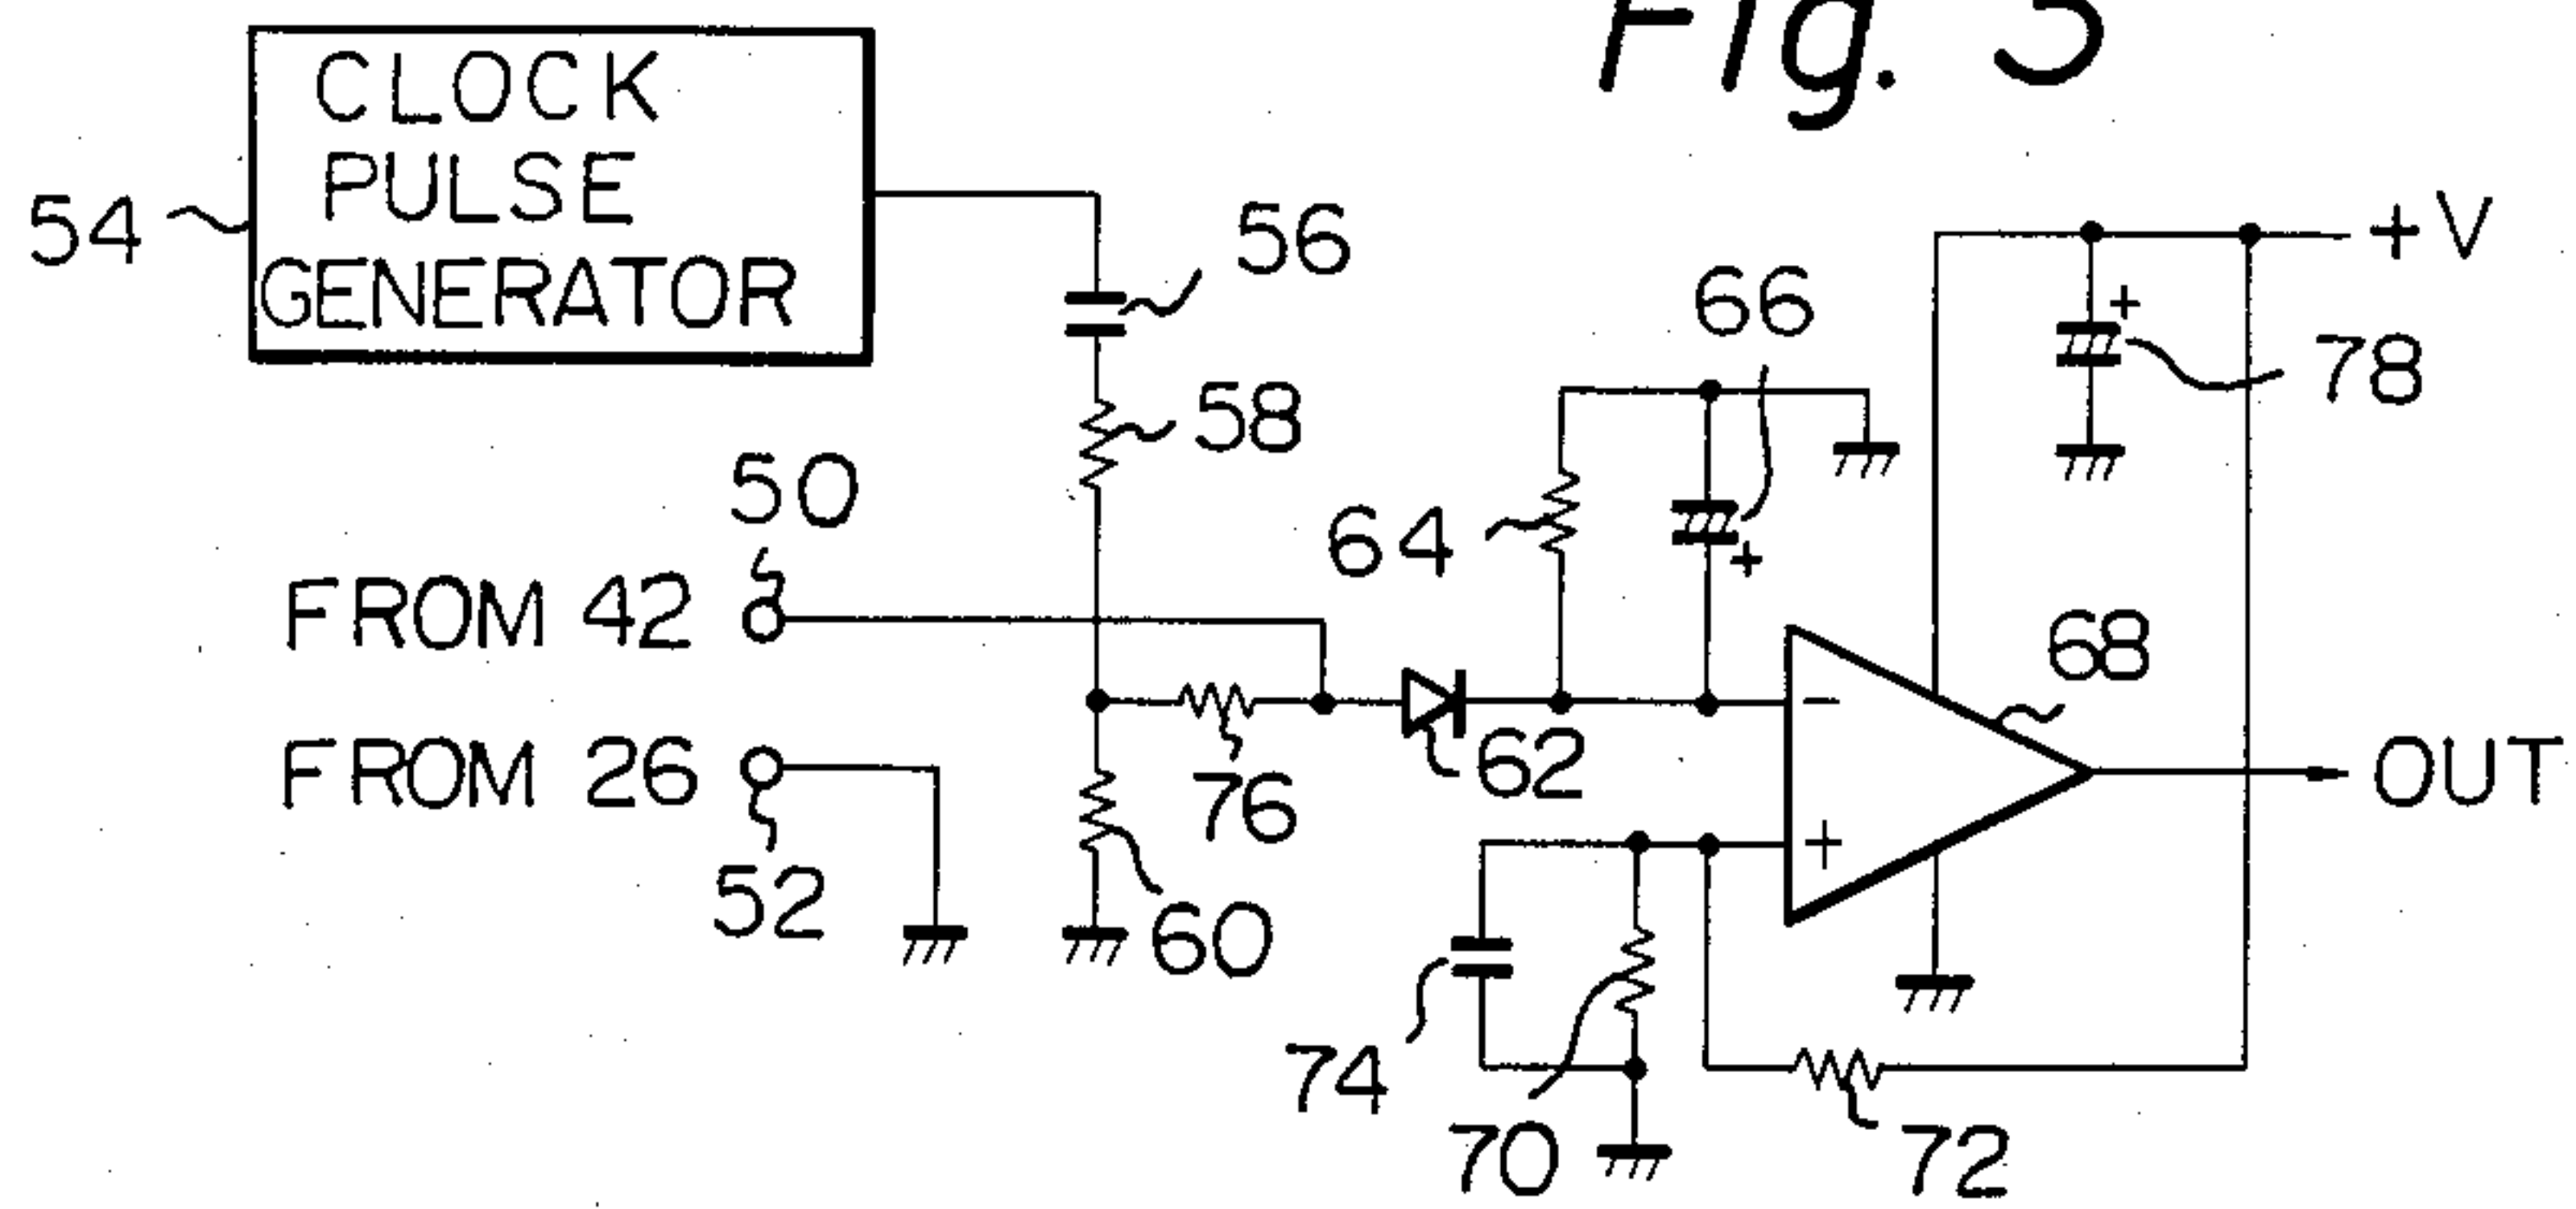 Fig. 5
CLOCK
PULSE
GENERATOR
54
56
+V
66
+
78
58
50
64
+
FROM 42
68
−
62
FROM 26
76
OUT
52
+
60
74
70
72